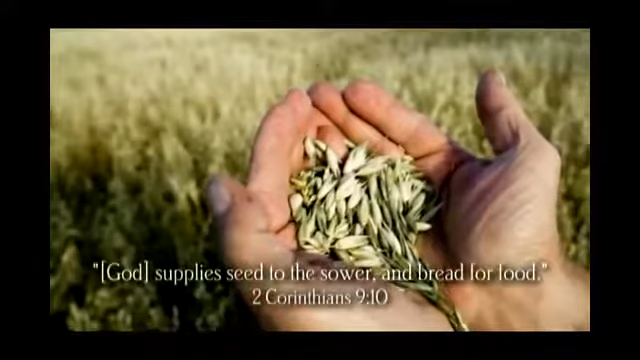 "[God] supplies seed to the sower, and bread for food."
2 Corinthians 9:10